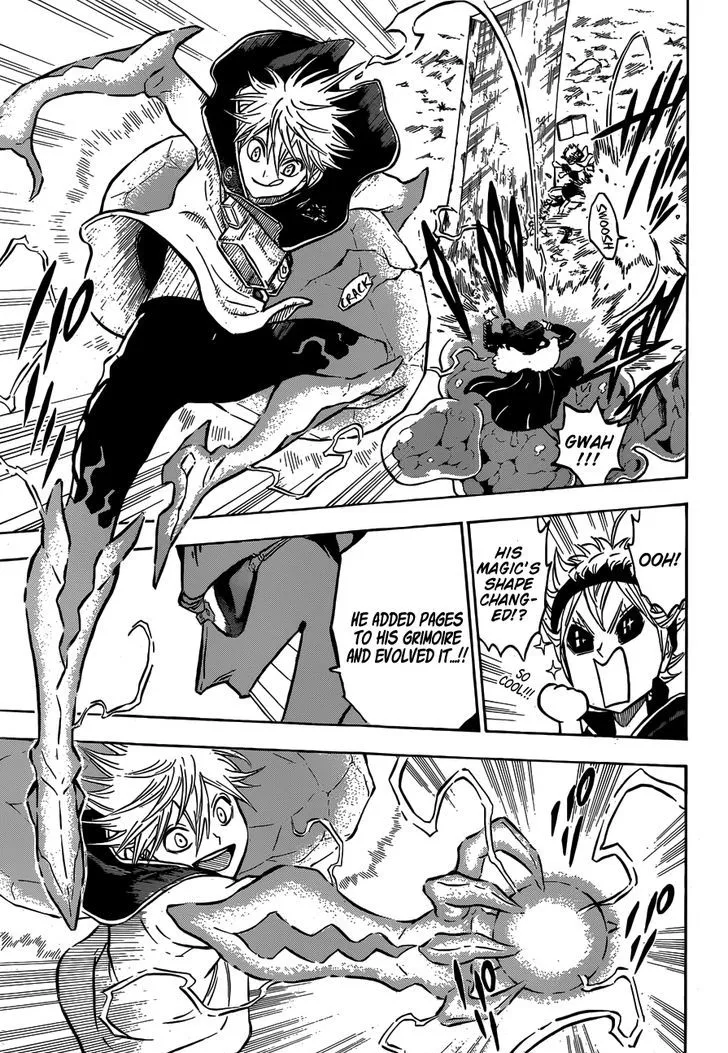 SHOOCH
GWAH
!!!
CRACK
OOH!
HIS
MAGIC'S
SHAPE
CHANG-
ED!?
SO
COOL!!!
HE ADDED PAGES
TO HIS GRIMOIRE
AND EVOLVED IT...!!